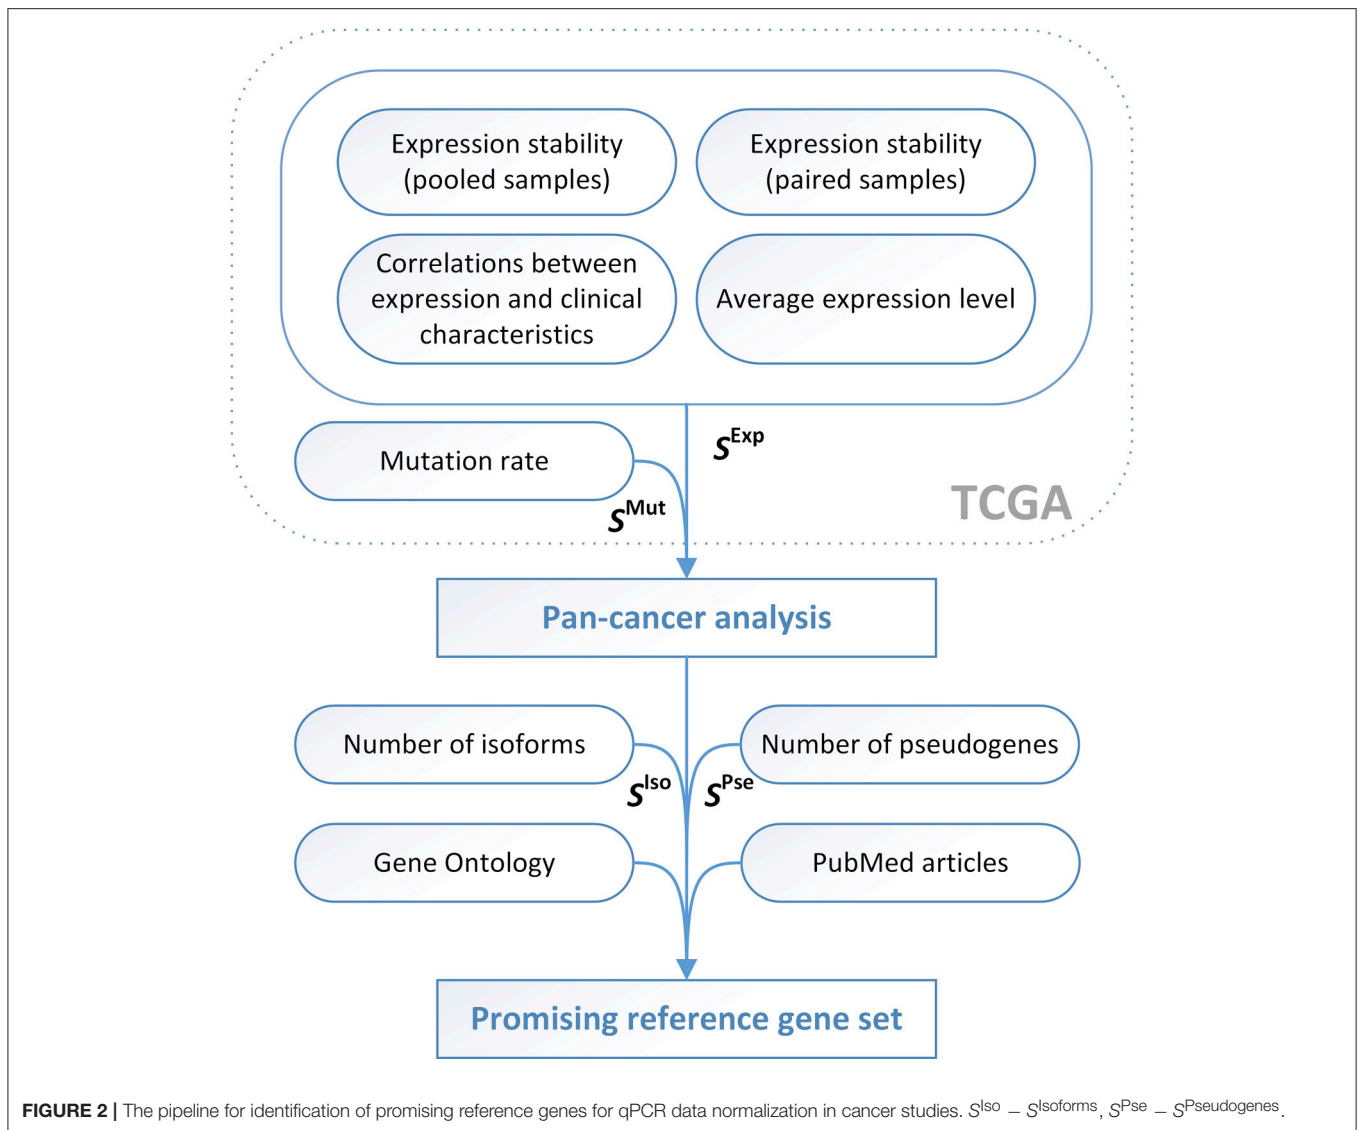 Expression stability
(pooled samples)
Expression stability
(paired samples)
Correlations between
expression and clinical
characteristics
Average expression level
Mutation rate
S^Exp
S^Mut
TCGA
Pan-cancer analysis
Number of isoforms
Number of pseudogenes
S^Iso
S^Pse
Gene Ontology
PubMed articles
Promising reference gene set
FIGURE 2 | The pipeline for identification of promising reference genes for qPCR data normalization in cancer studies. S^Iso – S^Isoforms, S^Pse – S^Pseudogenes.